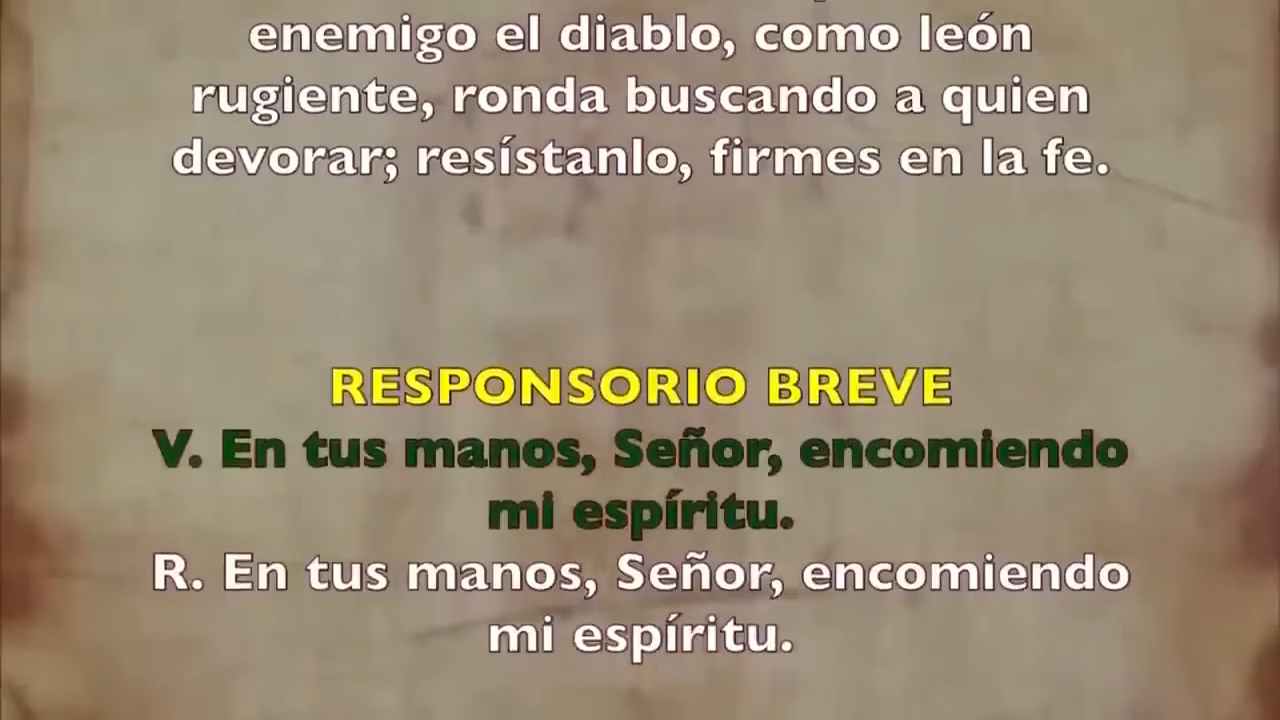 enemigo el diablo, como león
rugiente, ronda buscando a quien
devorar; resístanlo, firmes en la fe.
RESPONSORIO BREVE
V. En tus manos, Señor, encomiendo
mi espíritu.
R. En tus manos, Señor, encomiendo
mi espíritu.